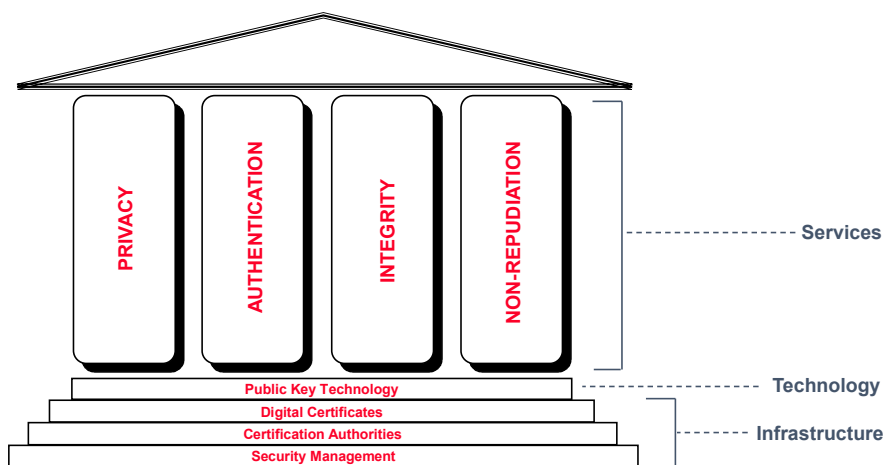 PRIVACY
AUTHENTICATION
INTEGRITY
NON-REPUDIATION
Services
Public Key Technology
Technology
Digital Certificates
Certification Authorities
Infrastructure
Security Management